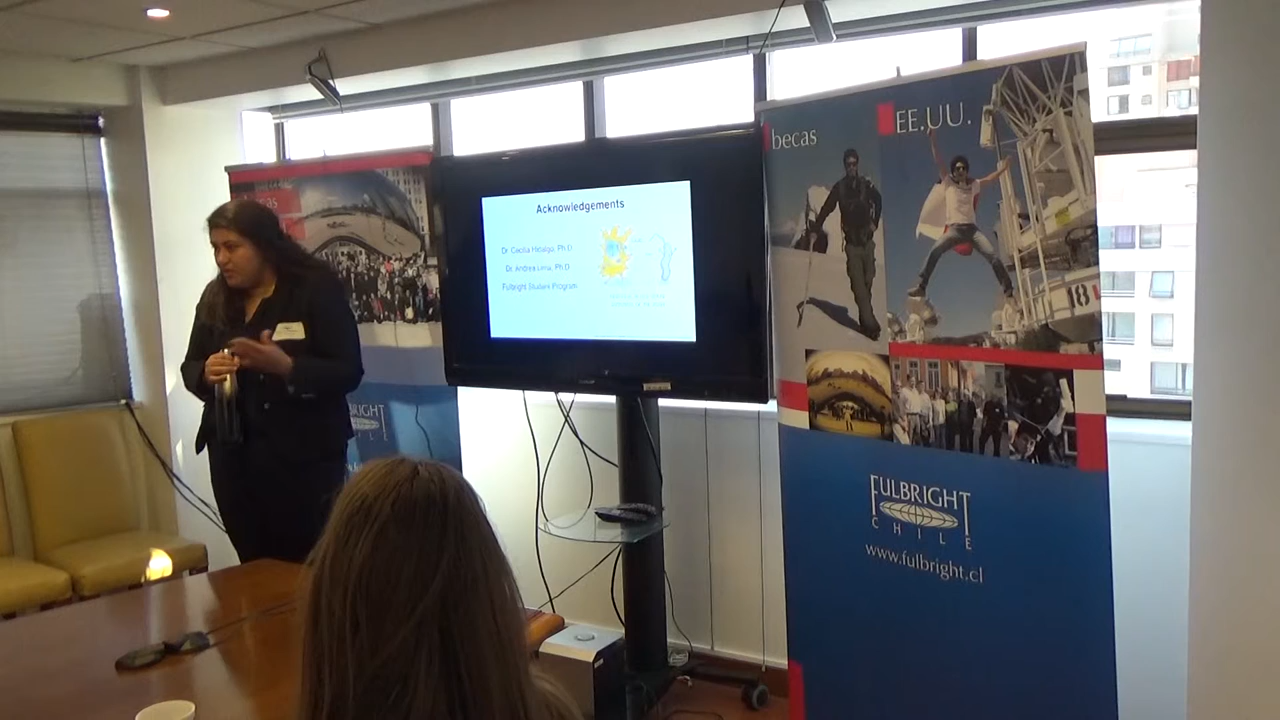 Acknowledgements
Dr. Cecilia Hidalgo, Ph.D.
Dr. Andrea Lima, Ph.D.
Fulbright Student Program
becas
EE.UU.
18
FULBRIGHT
CHILE
www.fulbright.cl